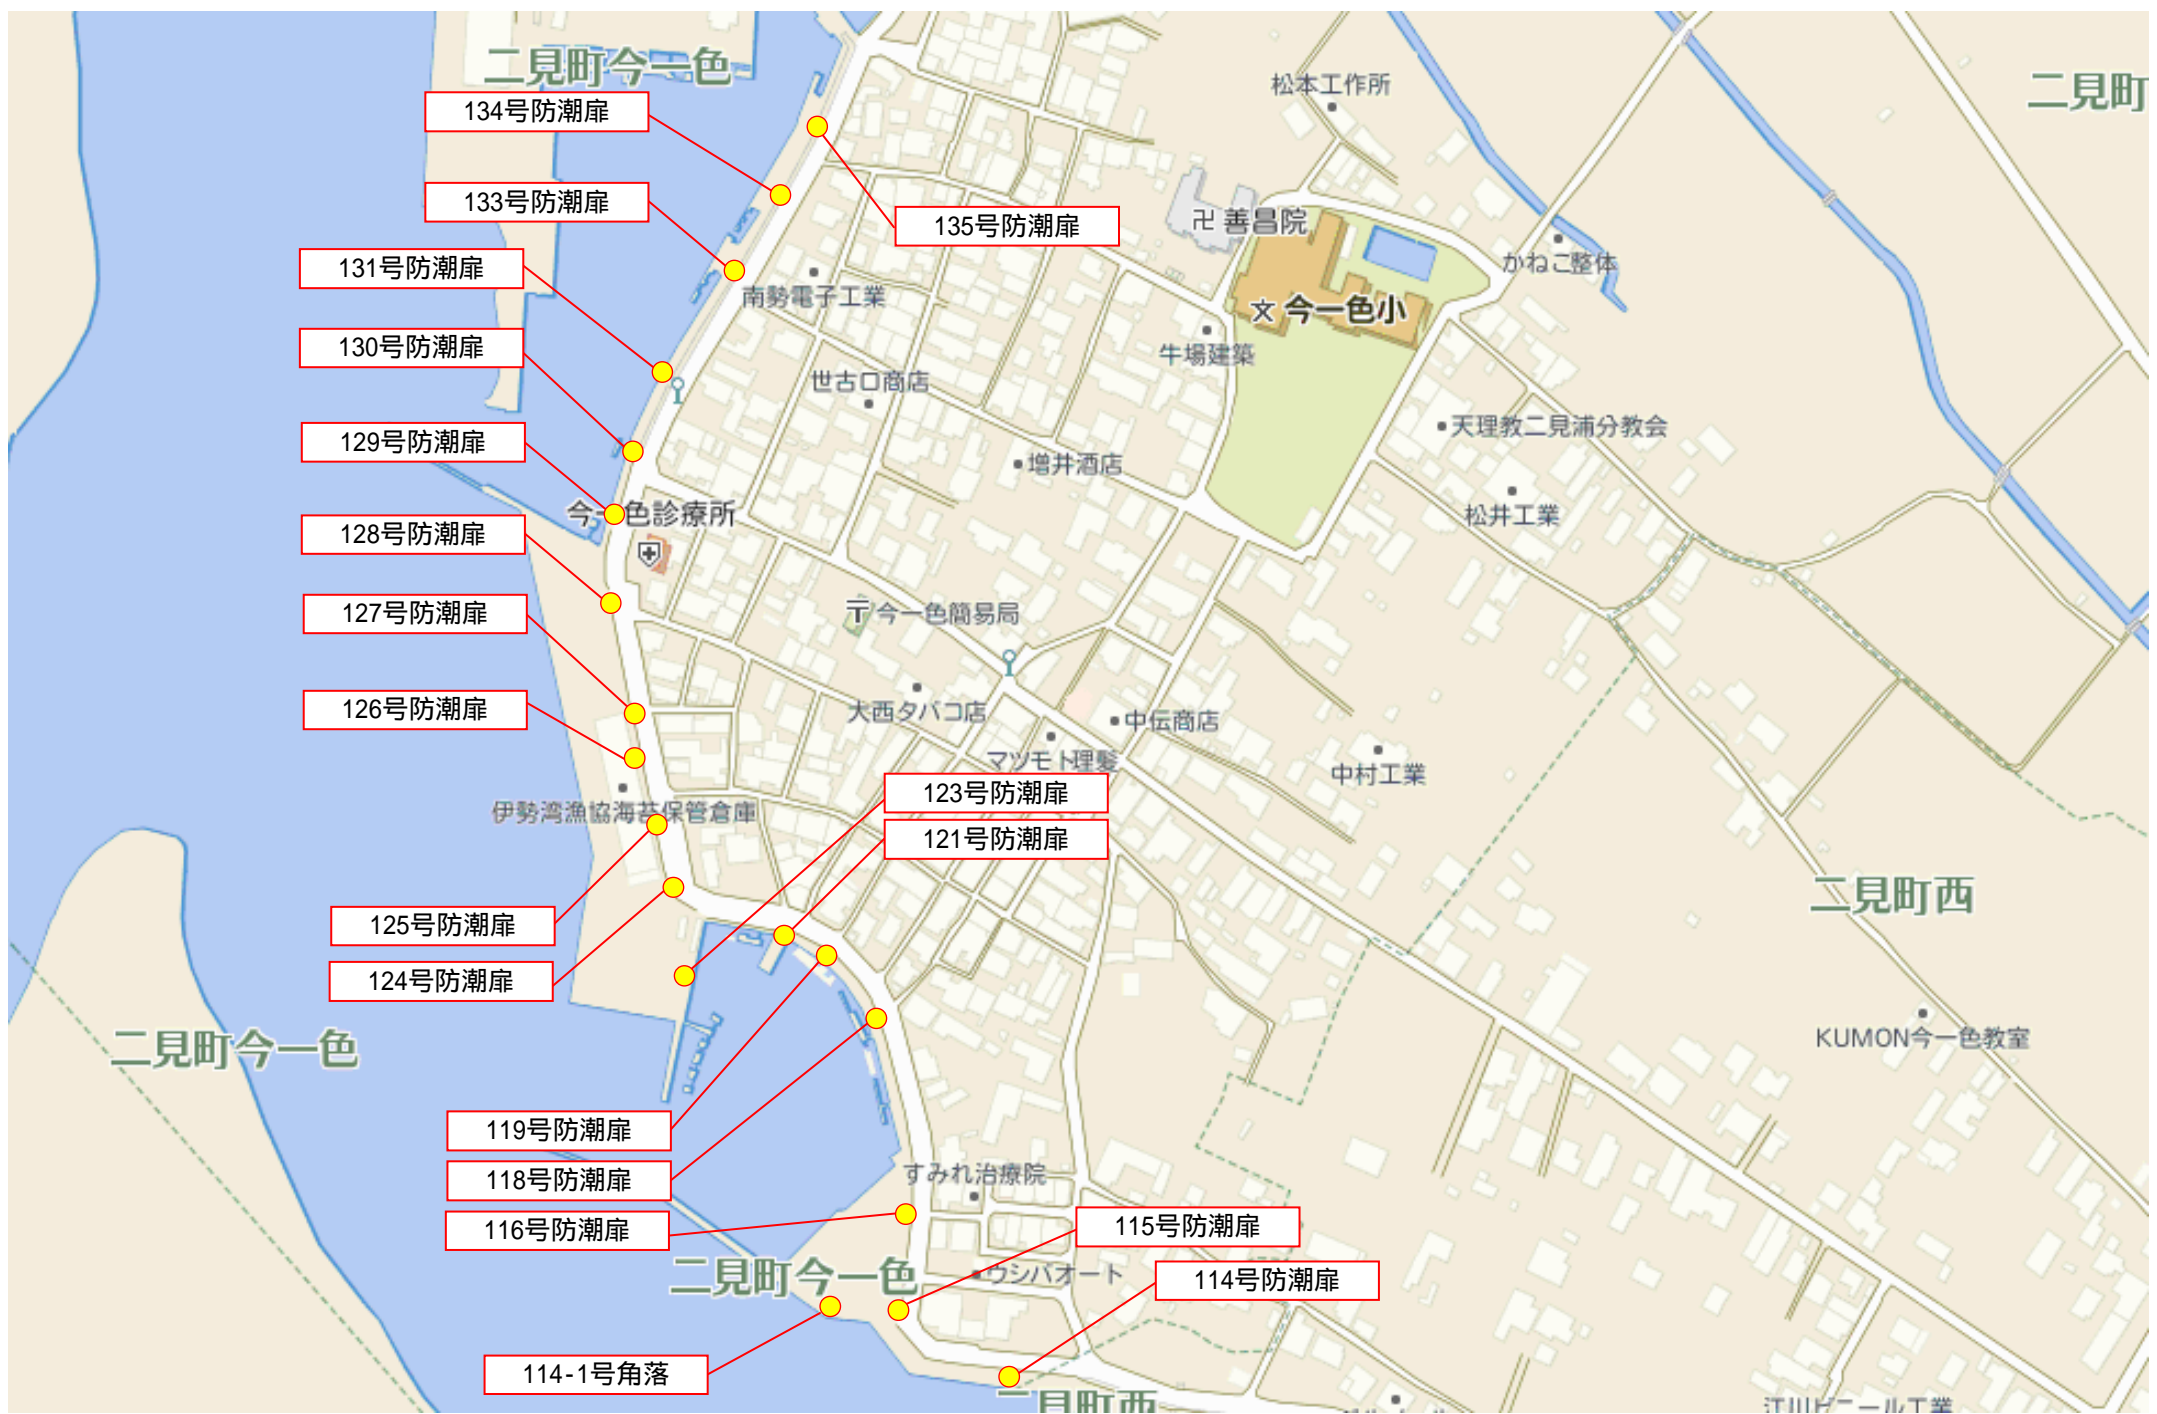 二見町今一色
松本工作所
二見町
134号防潮扉
133号防潮扉
135号防潮扉
卍 善昌院
131号防潮扉
かねこ整体
南勢電子工業
文 今一色小
130号防潮扉
牛場建築
世古口商店
129号防潮扉
天理教二見浦分教会
増井酒店
今一色診療所
松井工業
128号防潮扉
127号防潮扉
〒今一色簡易局
126号防潮扉
大西タバコ店
中伝商店
マツモト理髪
中村工業
123号防潮扉
伊勢湾漁協海苔保管倉庫
121号防潮扉
二見町西
125号防潮扉
124号防潮扉
KUMON今一色教室
二見町今一色
119号防潮扉
118号防潮扉
すみれ治療院
116号防潮扉
115号防潮扉
二見町今一色
ウシバオート
114号防潮扉
114-1号角落
二見町西
江川ビニール工業